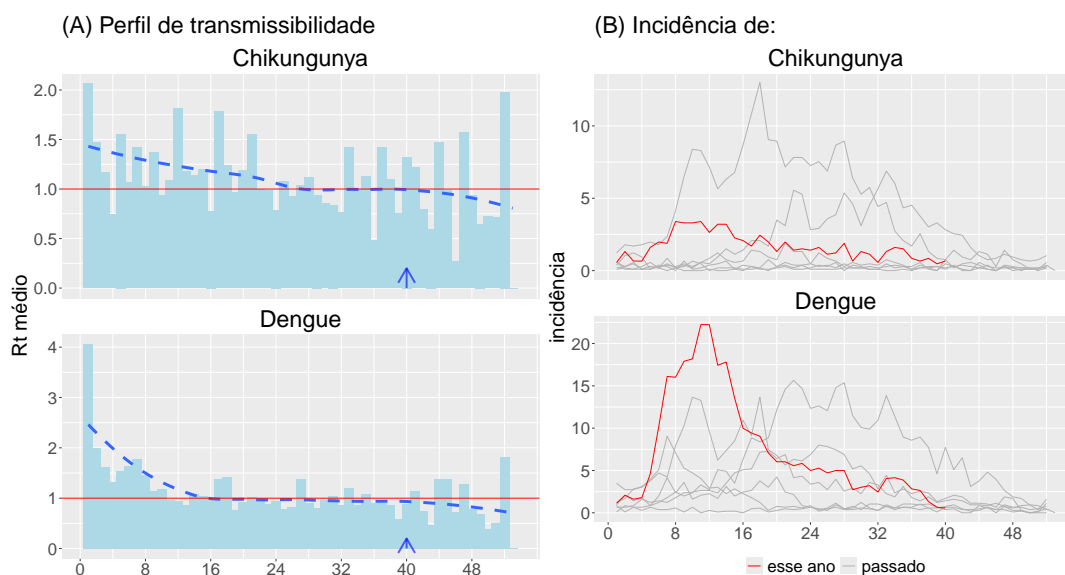 (A) Perfil de transmissibilidade
Chikungunya
2.0
1.5
1.0
0.5
0.0
Dengue
4
3
2
1
0
0 8 16 24 32 40 48
Rt médio
(B) Incidência de:
Chikungunya
10
5
0
Dengue
20
15
10
5
0
0 8 16 24 32 40 48
incidência
esse ano passado